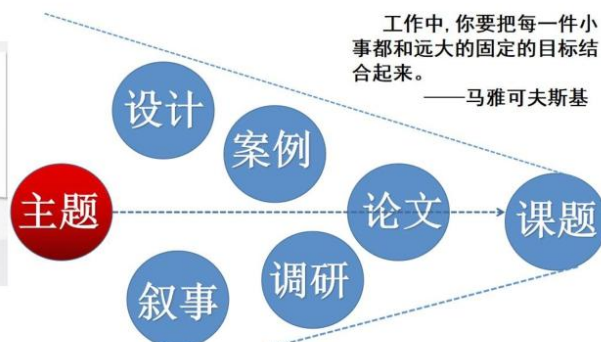 工作中，你要把每一件小
事都和远大的固定的目标结
合起来。
——马雅可夫斯基
设计
案例
主题
论文
课题
叙事
调研